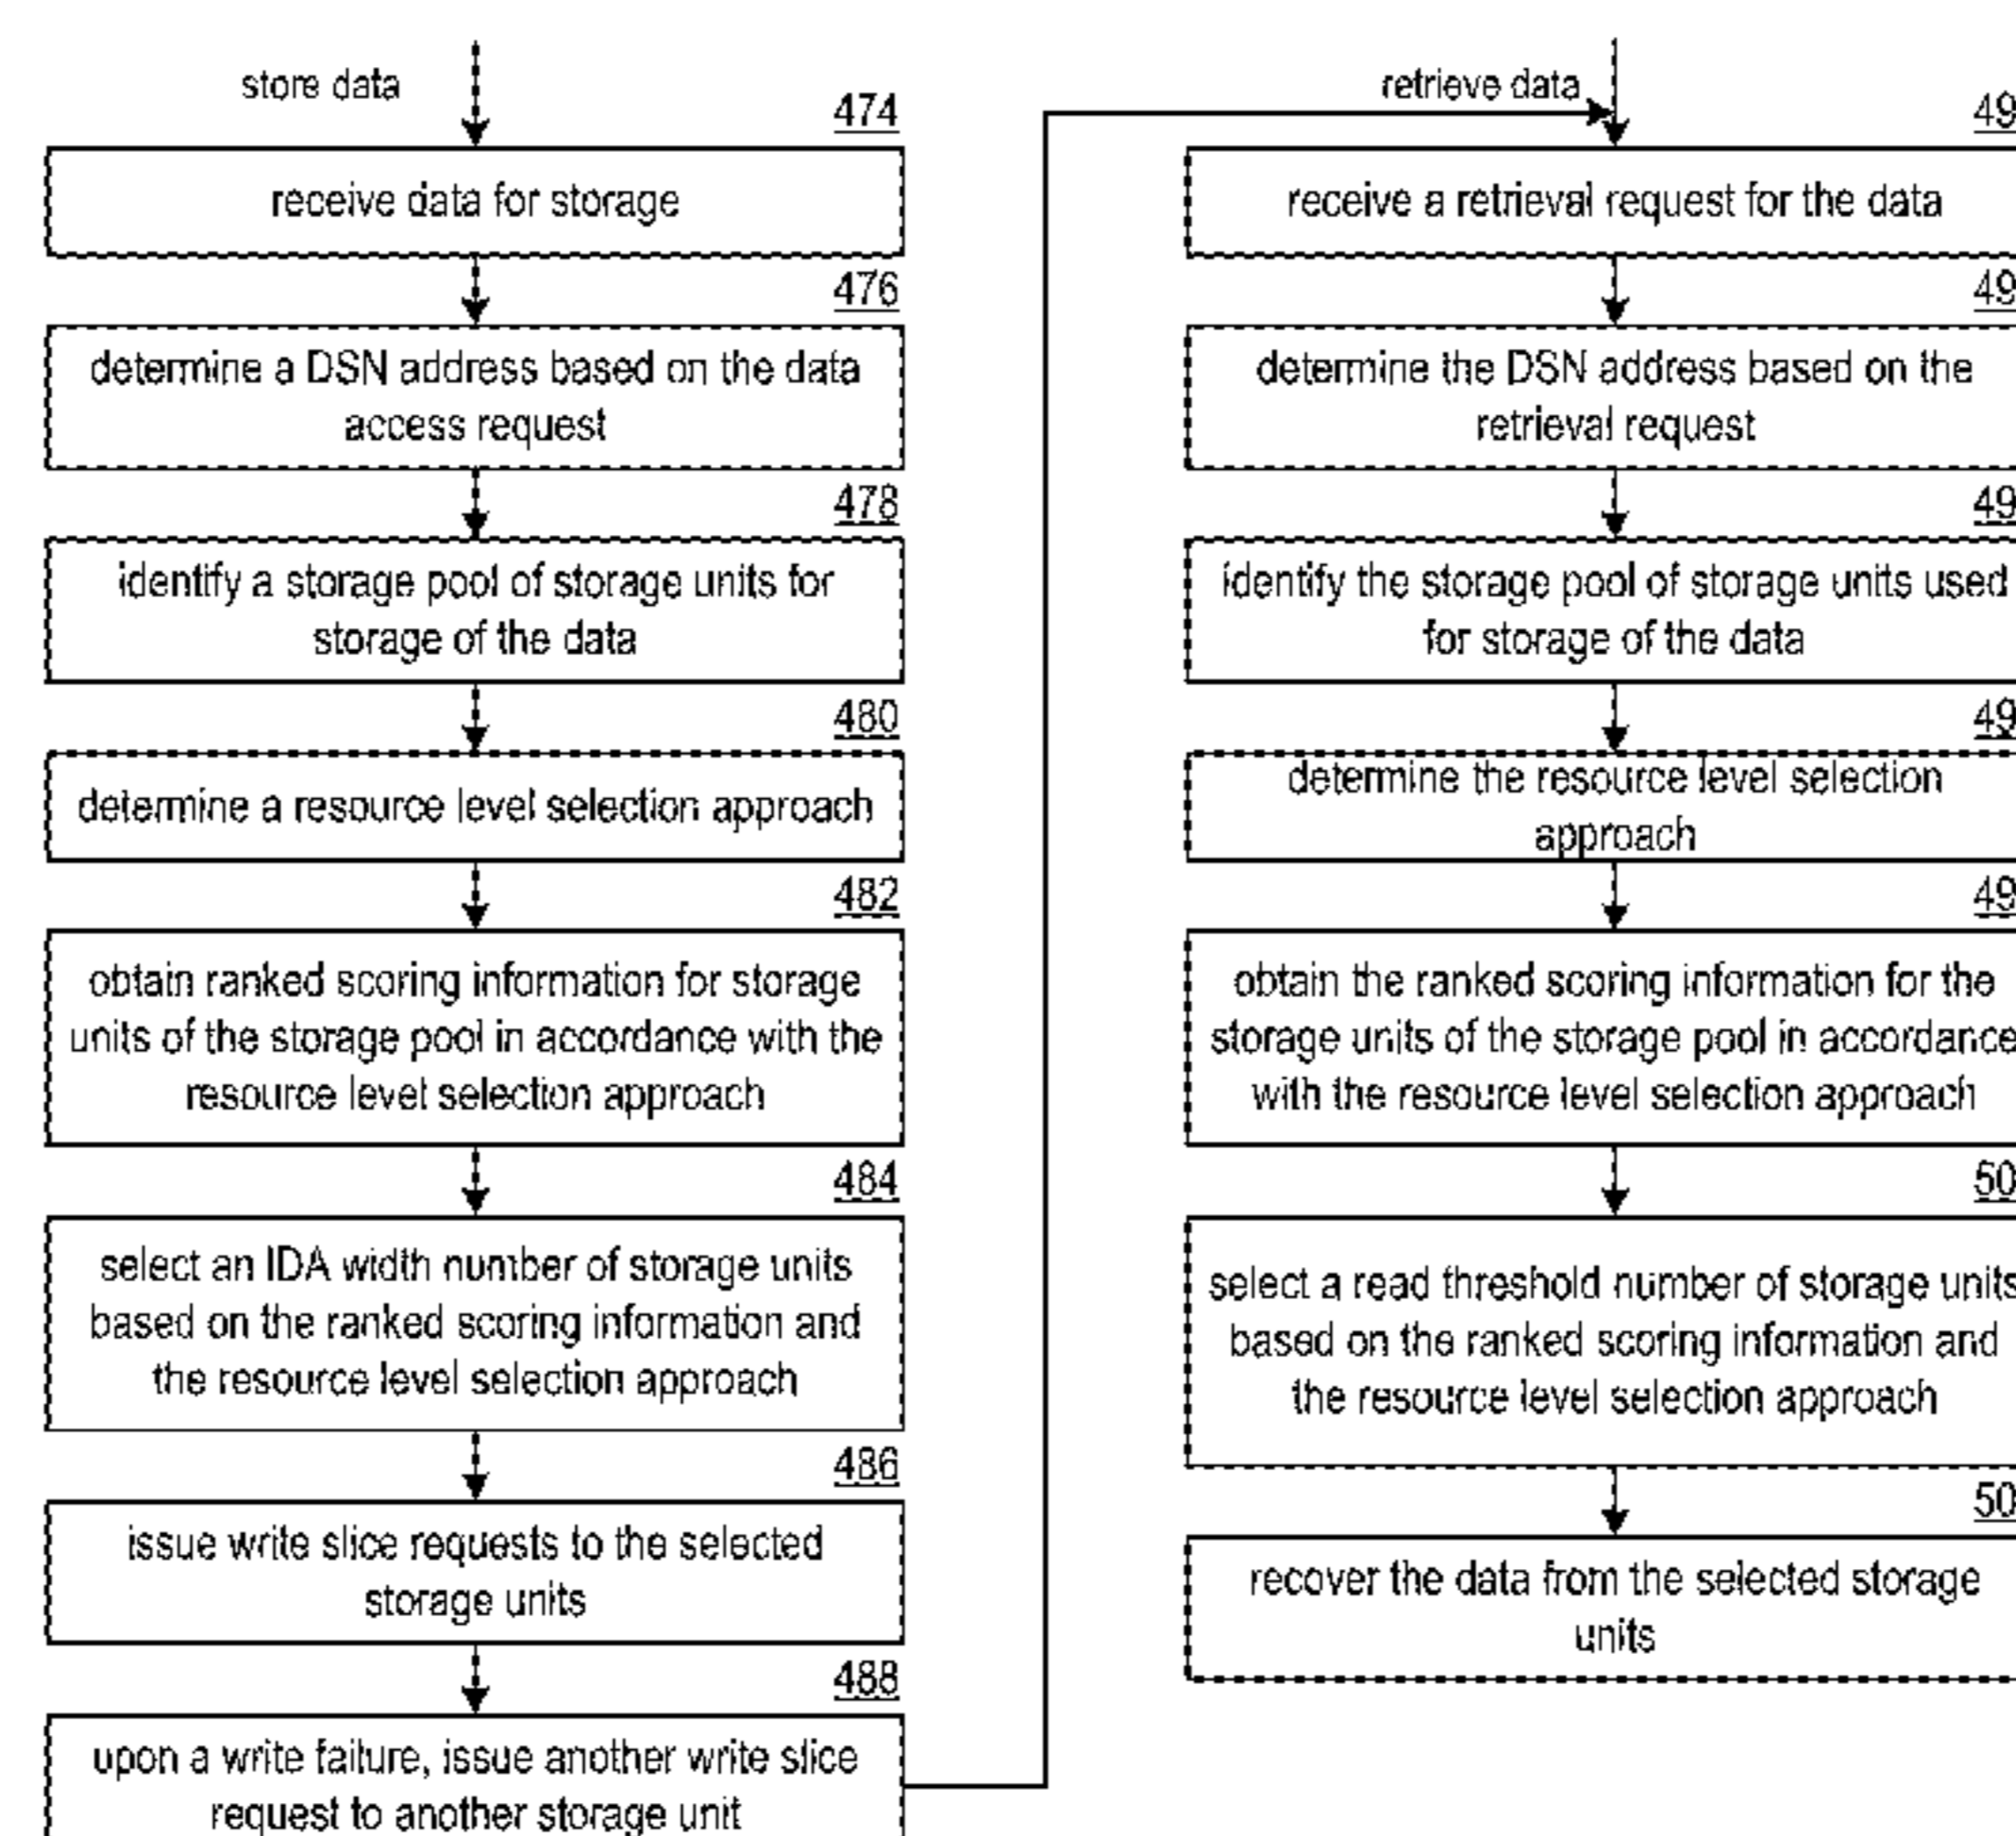 store data
474
receive data for storage
476
determine a DSN address based on the data
access request
478
identify a storage pool of storage units for
storage of the data
480
determine a resource level selection approach
482
obtain ranked scoring information for storage
units of the storage pool in accordance with the
resource level selection approach
484
select an IDA width number of storage units
based on the ranked scoring information and
the resource level selection approach
486
issue write slice requests to the selected
storage units
488
upon a write failure, issue another write slice
request to another storage unit
retrieve data
49
receive a retrieval request for the data
49
determine the DSN address based on the
retrieval request
49
identify the storage pool of storage units used
for storage of the data
49
determine the resource level selection
approach
49
obtain the ranked scoring information for the
storage units of the storage pool in accordance
with the resource level selection approach
50
select a read threshold number of storage units
based on the ranked scoring information and
the resource level selection approach
50
recover the data from the selected storage
units